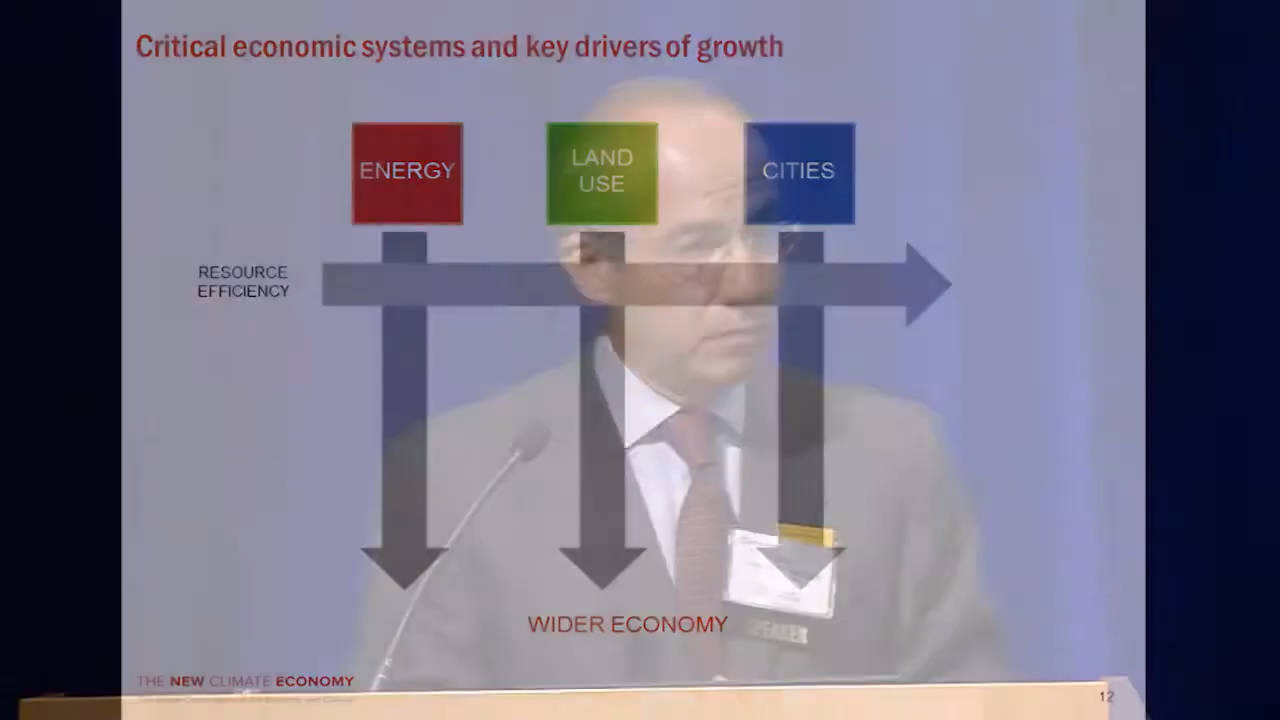 Critical economic systems and key drivers of growth
ENERGY
LAND
USE
CITIES
RESOURCE
EFFICIENCY
WIDER ECONOMY
SPEAKER
THE NEW CLIMATE ECONOMY
12